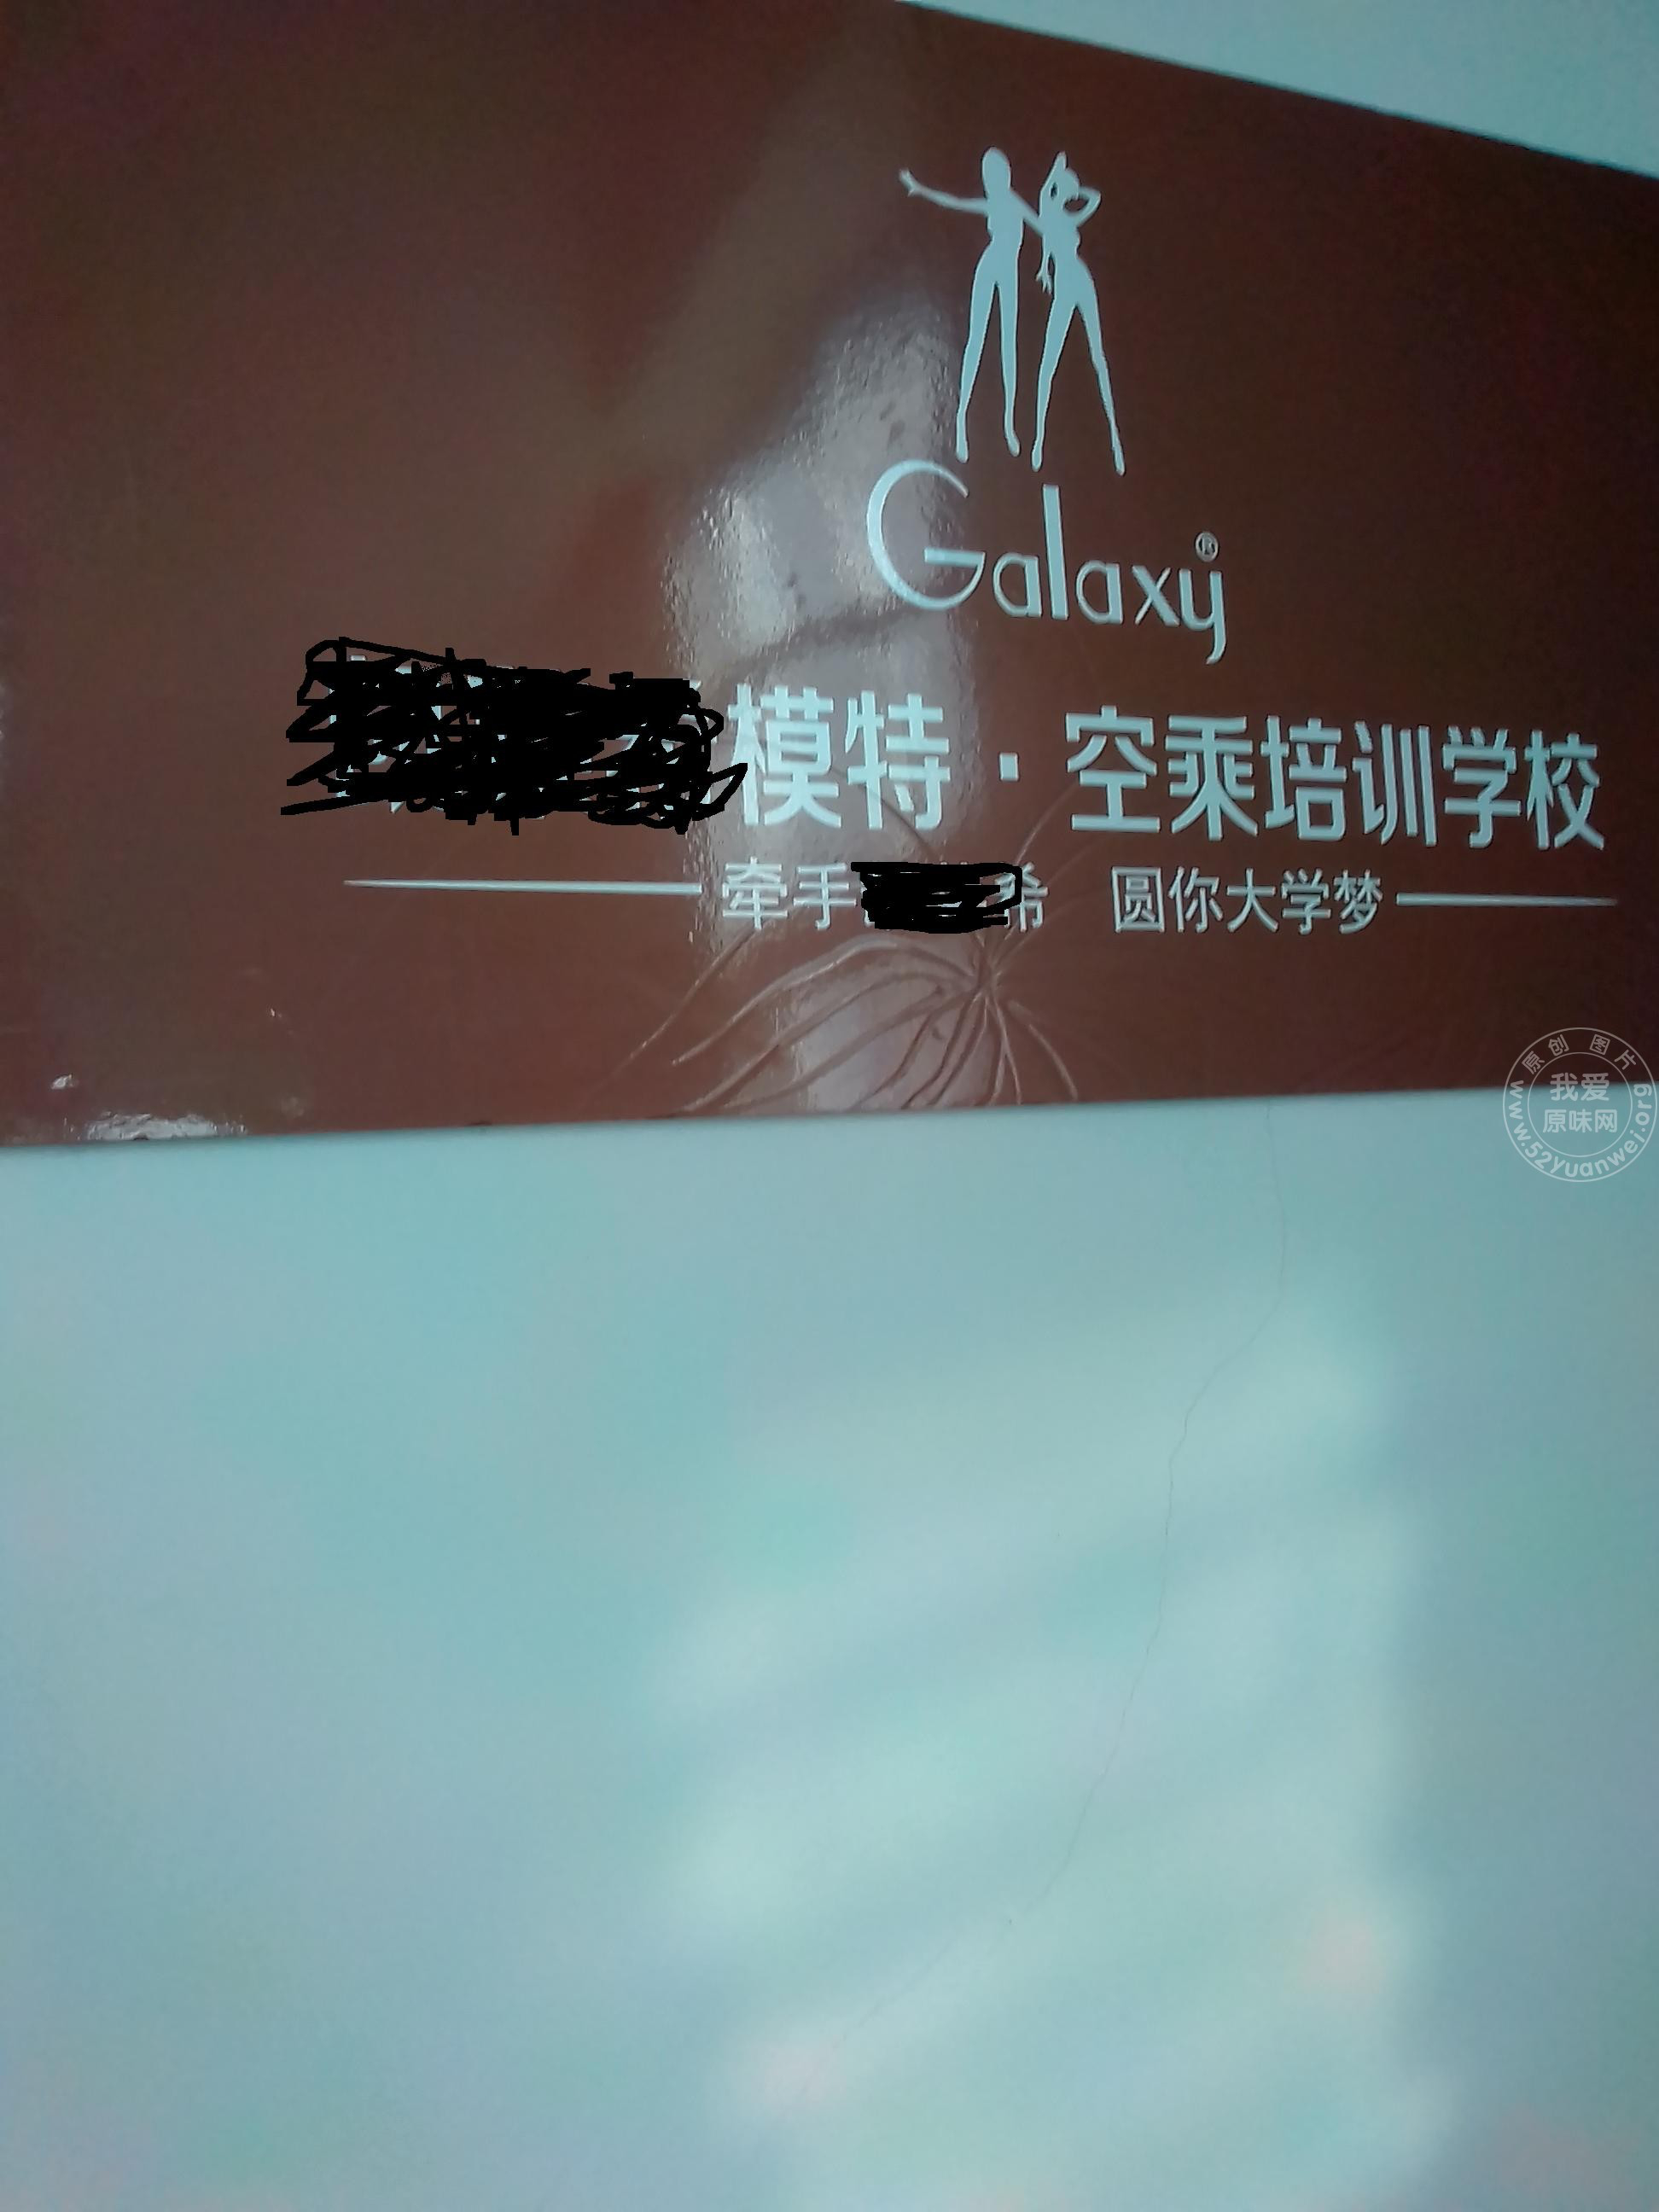 Galaxy®
模特·空乘培训学校
牵手 希 圆你大学梦
原创图片
我爱
原味网
www.52yuanwei.org